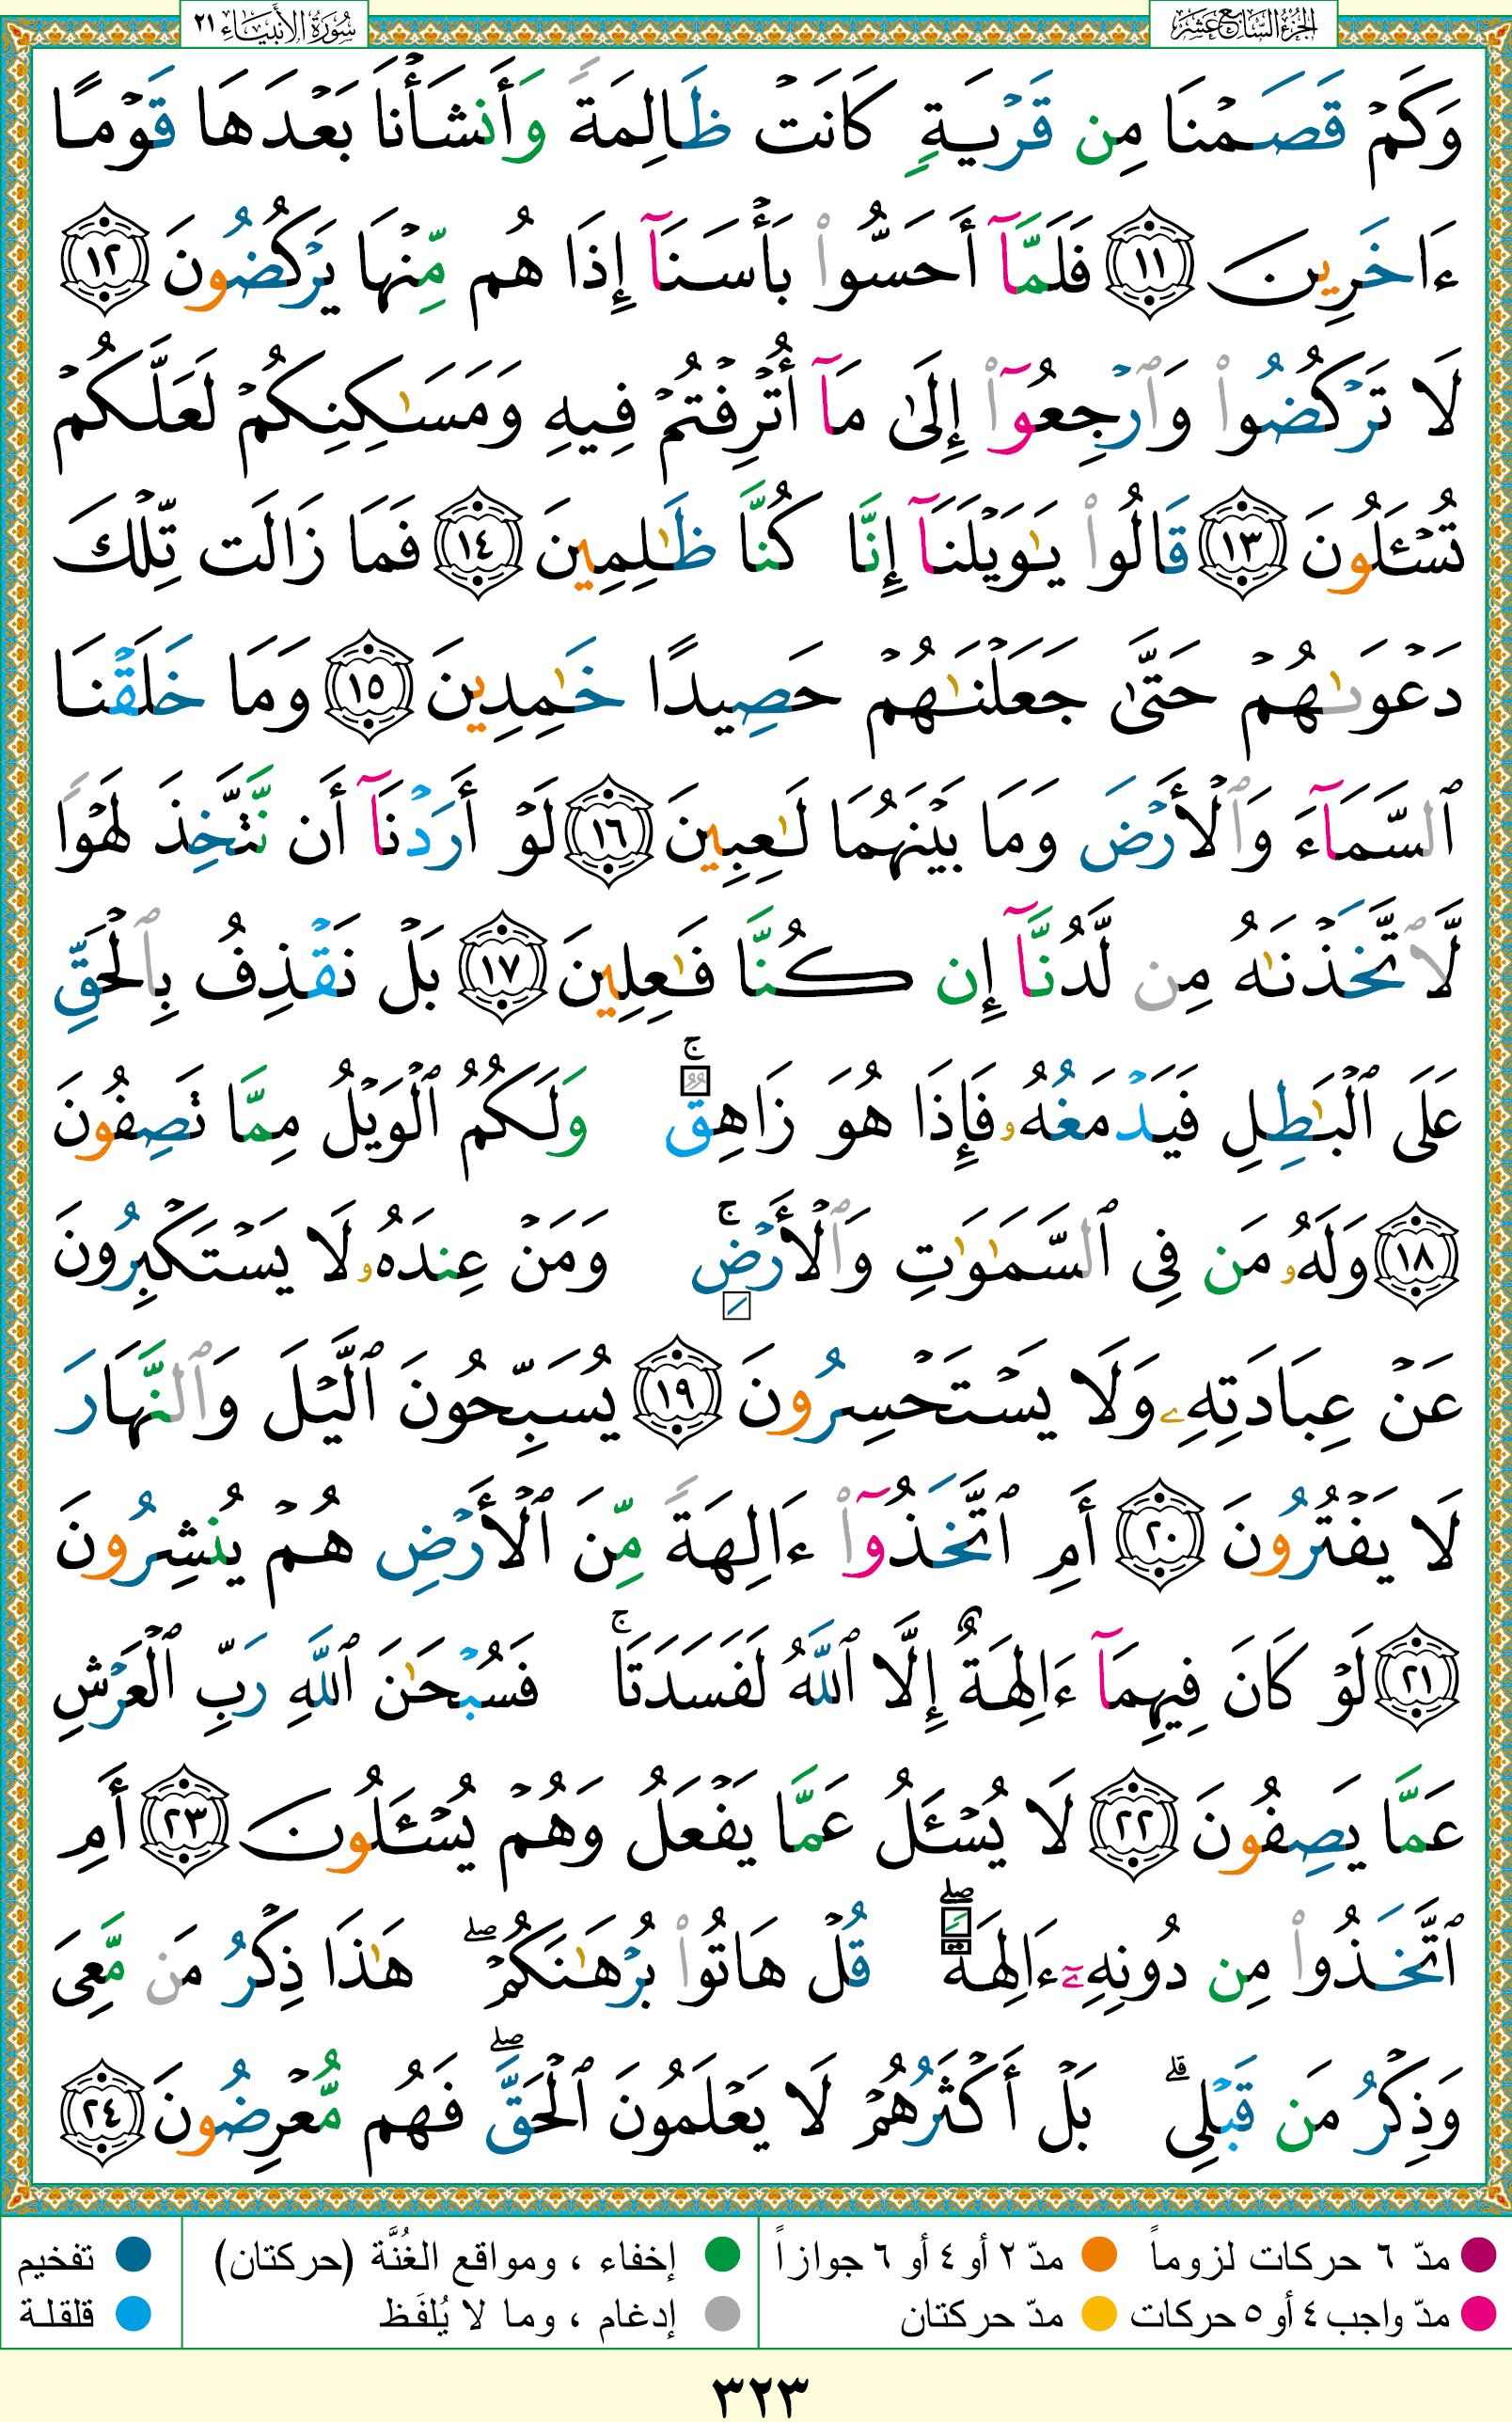 الجزء السابع عشر
سورة الأنبياء ٢١
وَكَمۡ قَصَمۡنَا مِن قَرۡيَةٖ كَانَتۡ ظَالِمَةٗ وَأَنشَأۡنَا بَعۡدَهَا قَوۡمًا
ءَاخَرِينَ ١١ فَلَمَّآ أَحَسُّواْ بَأۡسَنَآ إِذَا هُم مِّنۡهَا يَرۡكُضُونَ ١٢
لَا تَرۡكُضُواْ وَٱرۡجِعُوٓاْ إِلَىٰ مَآ أُتۡرِفۡتُمۡ فِيهِ وَمَسَٰكِنِكُمۡ لَعَلَّكُمۡ
تُسۡـَٔلُونَ ١٣ قَالُواْ يَٰوَيۡلَنَآ إِنَّا كُنَّا ظَٰلِمِينَ ١٤ فَمَا زَالَت تِّلۡكَ
دَعۡوَىٰهُمۡ حَتَّىٰ جَعَلۡنَٰهُمۡ حَصِيدًا خَٰمِدِينَ ١٥ وَمَا خَلَقۡنَا
ٱلسَّمَآءَ وَٱلۡأَرۡضَ وَمَا بَيۡنَهُمَا لَٰعِبِينَ ١٦ لَوۡ أَرَدۡنَآ أَن نَّتَّخِذَ لَهۡوٗا
لَّٱتَّخَذۡنَٰهُ مِن لَّدُنَّآ إِن كُنَّا فَٰعِلِينَ ١٧ بَلۡ نَقۡذِفُ بِٱلۡحَقِّ
عَلَى ٱلۡبَٰطِلِ فَيَدۡمَغُهُۥ فَإِذَا هُوَ زَاهِقٞۚ وَلَكُمُ ٱلۡوَيۡلُ مِمَّا تَصِفُونَ
١٨ وَلَهُۥ مَن فِي ٱلسَّمَٰوَٰتِ وَٱلۡأَرۡضِۚ وَمَنۡ عِندَهُۥ لَا يَسۡتَكۡبِرُونَ
عَنۡ عِبَادَتِهِۦ وَلَا يَسۡتَحۡسِرُونَ ١٩ يُسَبِّحُونَ ٱلَّيۡلَ وَٱلنَّهَارَ
لَا يَفۡتُرُونَ ٢٠ أَمِ ٱتَّخَذُوٓاْ ءَالِهَةٗ مِّنَ ٱلۡأَرۡضِ هُمۡ يُنشِرُونَ
٢١ لَوۡ كَانَ فِيهِمَآ ءَالِهَةٌ إِلَّا ٱللَّهُ لَفَسَدَتَاۚ فَسُبۡحَٰنَ ٱللَّهِ رَبِّ ٱلۡعَرۡشِ
عَمَّا يَصِفُونَ ٢٢ لَا يُسۡـَٔلُ عَمَّا يَفۡعَلُ وَهُمۡ يُسۡـَٔلُونَ ٢٣ أَمِ
ٱتَّخَذُواْ مِن دُونِهِۦٓ ءَالِهَةٗۖ قُلۡ هَاتُواْ بُرۡهَٰنَكُمۡۖ هَٰذَا ذِكۡرُ مَن مَّعِيَ
وَذِكۡرُ مَن قَبۡلِيۚ بَلۡ أَكۡثَرُهُمۡ لَا يَعۡلَمُونَ ٱلۡحَقَّۖ فَهُم مُّعۡرِضُونَ ٢٤
مدّ ٦ حركات لزوماً مدّ ٢ أو ٤ أو ٦ جوازاً إخفاء ، ومواقع الغُنَّة (حركتان) تفخيم
مدّ واجب ٤ أو ٥ حركات مدّ حركتان إدغام ، وما لا يُلفَظ قلقلة
٣٢٣